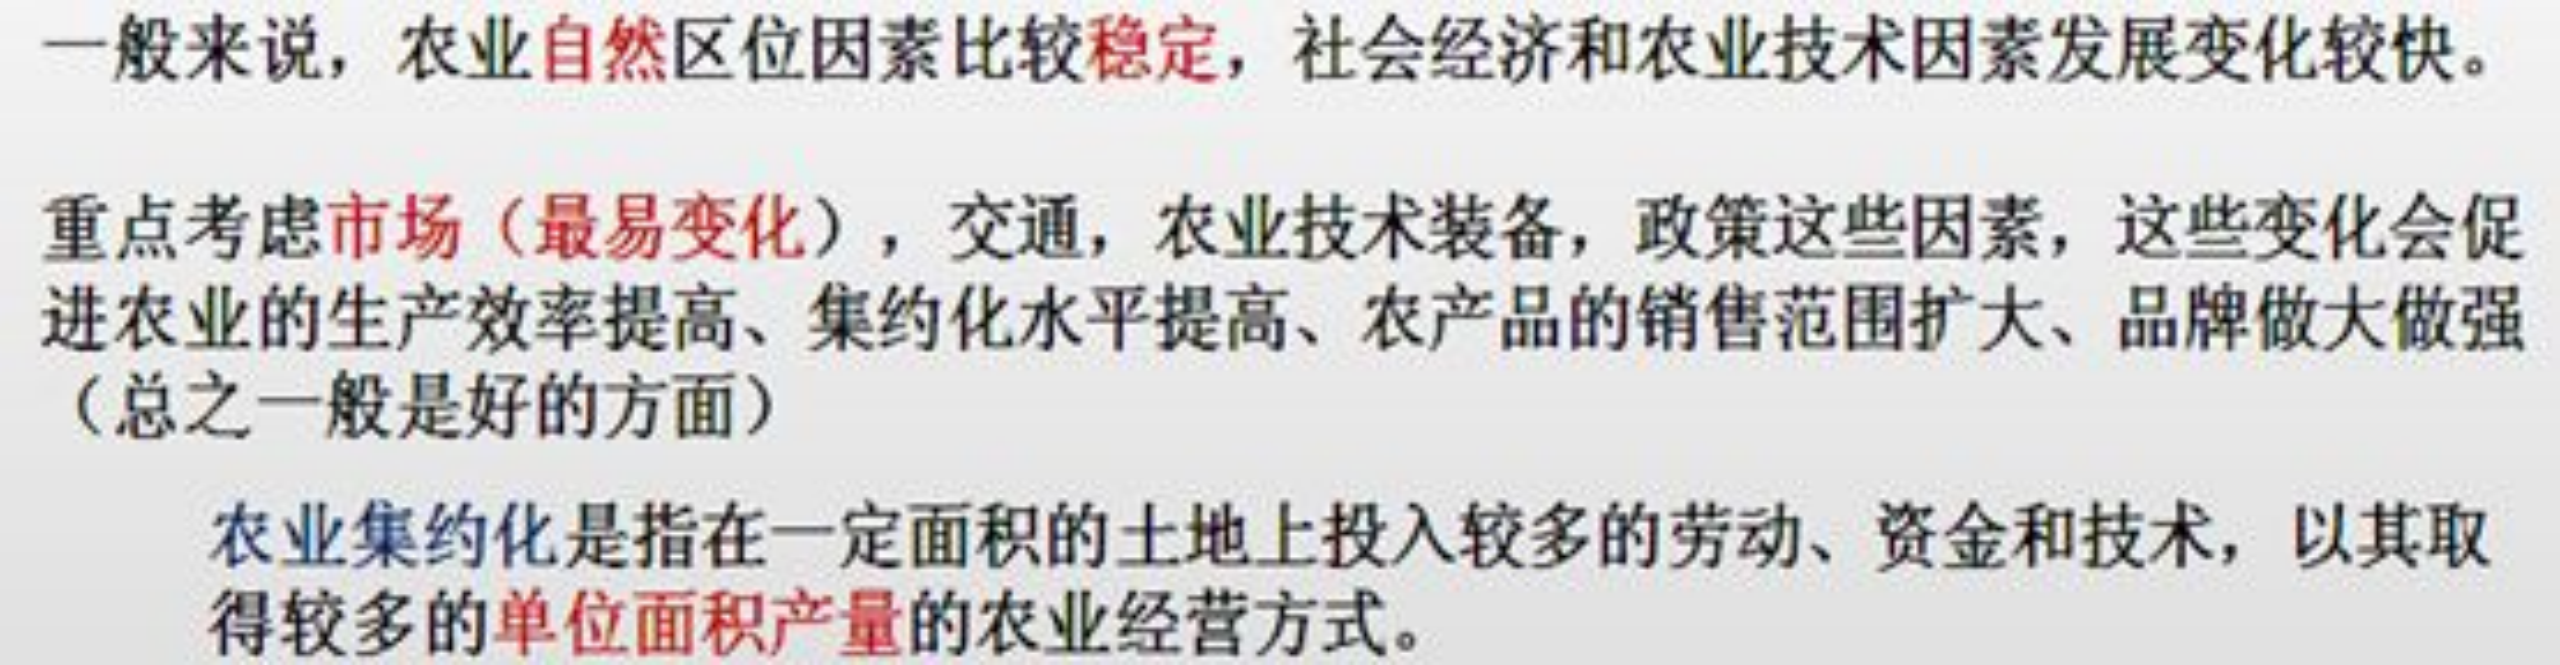 一般来说，农业自然区位因素比较稳定，社会经济和农业技术因素发展变化较快。
重点考虑市场（最易变化），交通，农业技术装备，政策这些因素，这些变化会促
进农业的生产效率提高、集约化水平提高、农产品的销售范围扩大、品牌做大做强
（总之一般是好的方面）
农业集约化是指在一定面积的土地上投入较多的劳动、资金和技术，以其取
得较多的单位面积产量的农业经营方式。